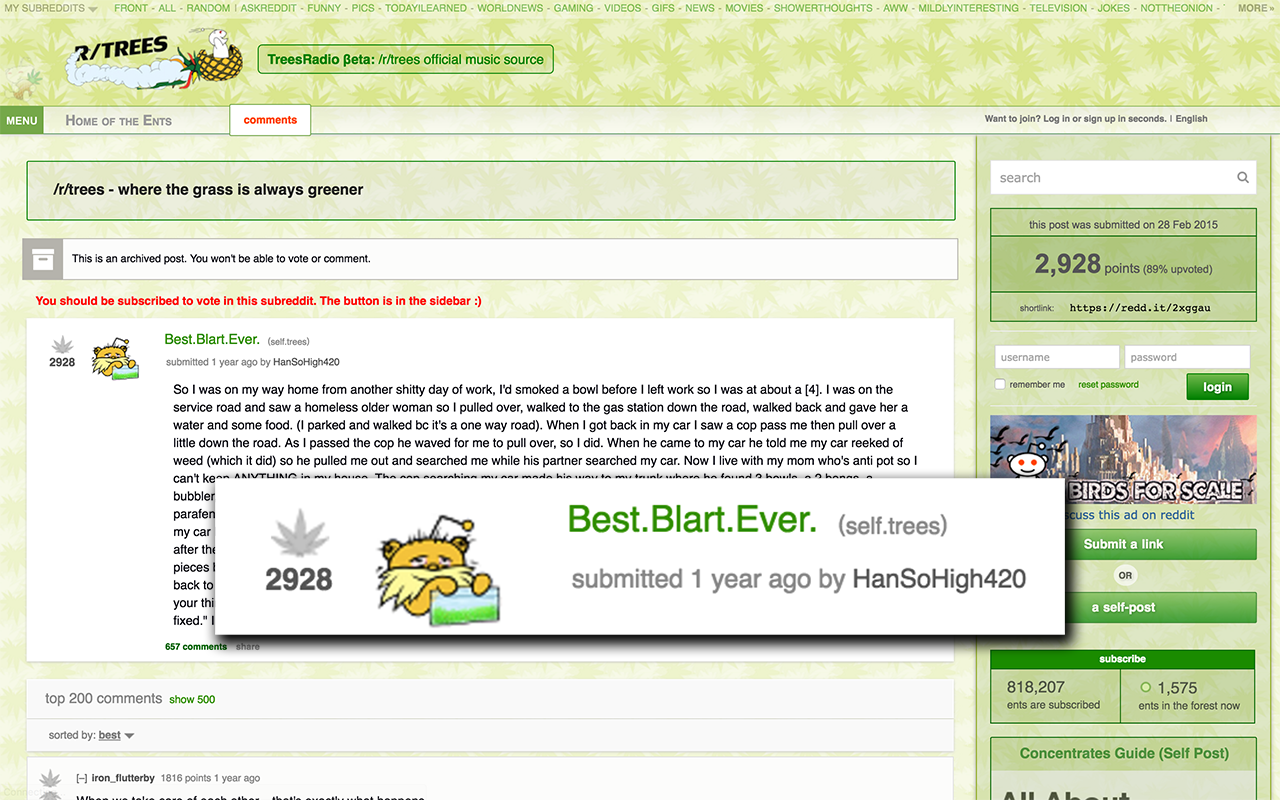 MY SUBREDDITS FRONT - ALL - RANDOM | ASKREDDIT - FUNNY - PICS - TODAYILEARNED - WORLDNEWS - GAMING - VIDEOS - GIFS - NEWS - MOVIES - SHOWERTHOUGHTS - AWW - MILDLYINTERESTING - TELEVISION - JOKES - NOTTHEONION - MORE »
R/TREES
TreesRadio βeta: /r/trees official music source
MENU HOME OF THE ENTS comments
Want to join? Log in or sign up in seconds. | English
/r/trees - where the grass is always greener
This is an archived post. You won't be able to vote or comment.
You should be subscribed to vote in this subreddit. The button is in the sidebar :)
2928
Best.Blart.Ever. (self.trees)
submitted 1 year ago by HanSoHigh420
So I was on my way home from another shitty day of work, I'd smoked a bowl before I left work so I was at about a [4]. I was on the
service road and saw a homeless older woman so I pulled over, walked to the gas station down the road, walked back and gave her a
water and some food. (I parked and walked bc it's a one way road). When I got back in my car I saw a cop pass me then pull over a
little down the road. As I passed the cop he waved for me to pull over, so I did. When he came to my car he told me my car reeked of
weed (which it did) so he pulled me out and searched me while his partner searched my car. Now I live with my mom who's anti pot so I
can't keep ANYTHING in my house. The cop searching my car made his way to my trunk where he found 3 bowls, a 2 bongs, a
bubbler
parafem
my car
after the
pieces
back to
your thi
fixed." I
657 comments share
2928
Best.Blart.Ever. (self.trees)
submitted 1 year ago by HanSoHigh420
top 200 comments show 500
sorted by: best
[–] iron_flutterby 1816 points 1 year ago
When we take care of each other... that's exactly what happens
search
this post was submitted on 28 Feb 2015
2,928 points (89% upvoted)
shortlink: https://redd.it/2xggau
username password
remember me reset password login
BIRDS FOR SCALE
cuss this ad on reddit
Submit a link
OR
a self-post
subscribe
818,207
ents are subscribed
1,575
ents in the forest now
Concentrates Guide (Self Post)
All About